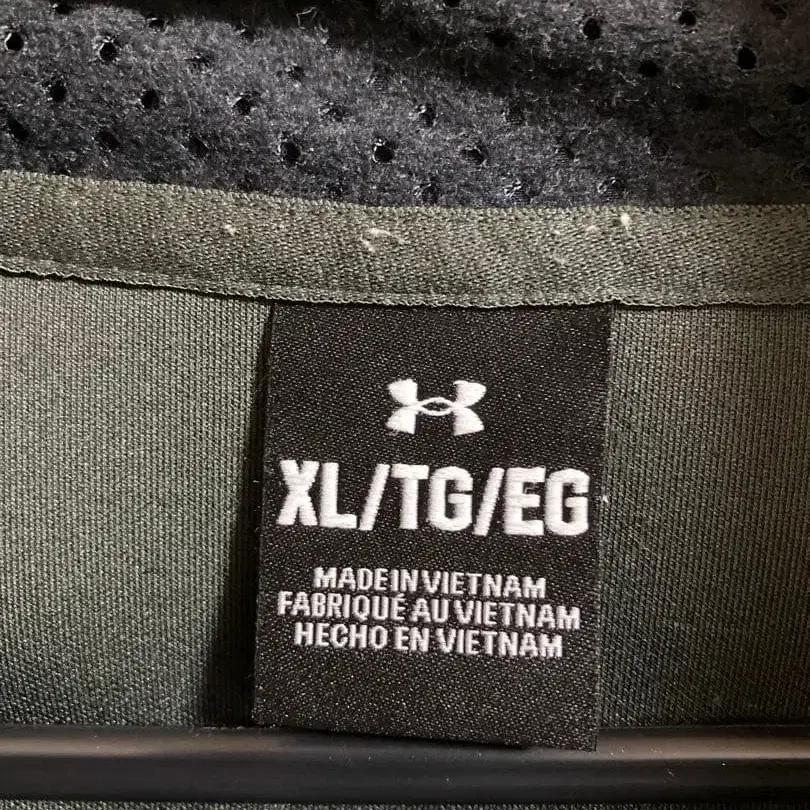 XL/TG/EG
MADE IN VIETNAM
FABRIQUÉ AU VIETNAM
HECHO EN VIETNAM